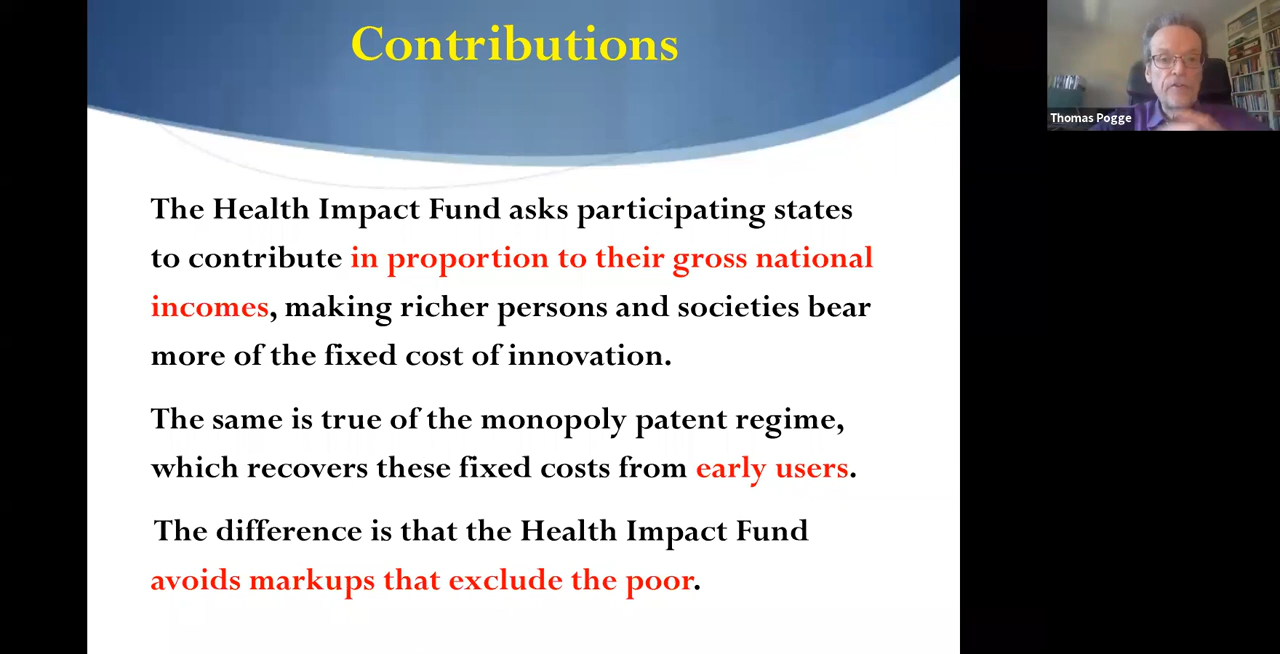 Contributions
Thomas Pogge
The Health Impact Fund asks participating states
to contribute in proportion to their gross national
incomes, making richer persons and societies bear
more of the fixed cost of innovation.
The same is true of the monopoly patent regime,
which recovers these fixed costs from early users.
The difference is that the Health Impact Fund
avoids markups that exclude the poor.